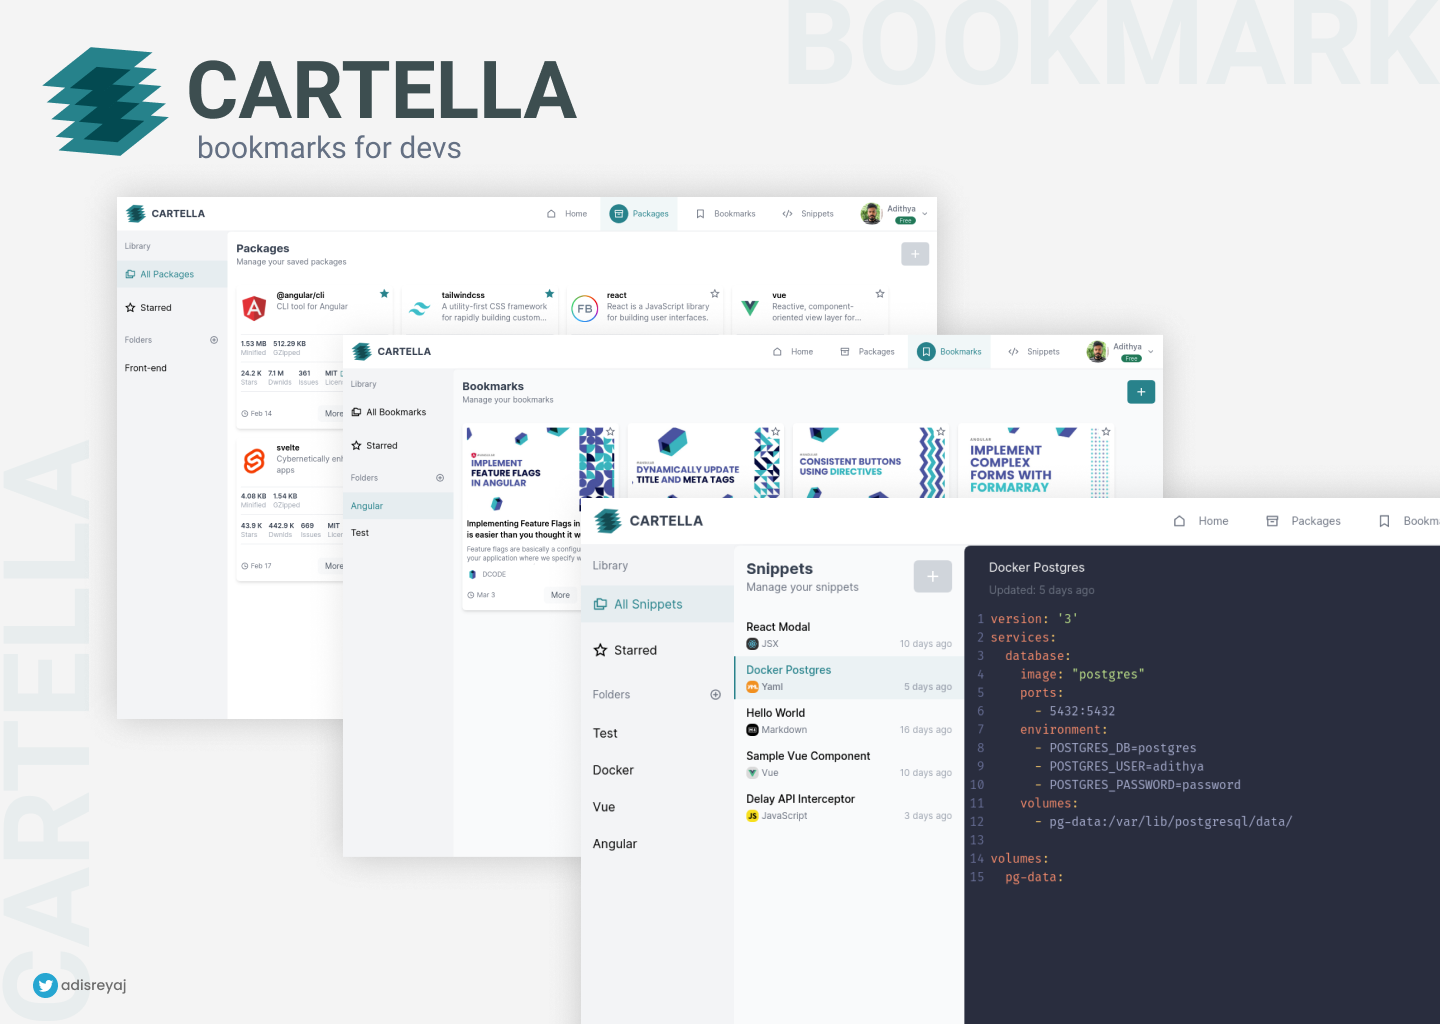 BOOKMARK
CARTELLA
bookmarks for devs
CARTELLA
Home
Packages
Bookmarks
Snippets
Adithya
Free
Library
All Packages
Starred
Folders
Front-end
Packages
Manage your saved packages
@angular/cli
CLI tool for Angular
tailwindcss
A utility-first CSS framework
for rapidly building custom...
FB
react
React is a JavaScript library
for building user interfaces.
vue
Reactive, component-
oriented view layer for...
1.53 MB 512.29 KB
Minified GZipped
24.2 K 7.1 M 361 MIT
Stars Dwnlds Issues Licen
Feb 14
More
svelte
Cybernetically enh
apps
4.08 KB 1.54 KB
Minified GZipped
43.9 K 442.9 K 669 MIT
Stars Dwnlds Issues Licen
Feb 17
More
CARTELLA
Home
Packages
Bookmarks
Snippets
Adithya
Free
Library
All Bookmarks
Starred
Folders
Angular
Test
Bookmarks
Manage your bookmarks
ANGULAR
IMPLEMENT
FEATURE FLAGS
IN ANGULAR
Implementing Feature Flags in
is easier than you thought it w
Feature flags are basically a configu
your application where we specify w
DCODE
Mar 3
More
ANGULAR
DYNAMICALLY UPDATE
TITLE AND META TAGS
ANGULAR
CONSISTENT BUTTONS
USING DIRECTIVES
ANGULAR
IMPLEMENT
COMPLEX
FORMS WITH
FORMARRAY
CARTELLA
Home
Packages
Bookm
Library
All Snippets
Starred
Folders
Test
Docker
Vue
Angular
Snippets
Manage your snippets
React Modal
JSX 10 days ago
Docker Postgres
YML Yaml 5 days ago
Hello World
Markdown 16 days ago
Sample Vue Component
Vue 10 days ago
Delay API Interceptor
JS JavaScript 3 days ago
Docker Postgres
Updated: 5 days ago
1 version: '3'
2 services:
3 database:
4 image: "postgres"
5 ports:
6 - 5432:5432
7 environment:
8 - POSTGRES_DB=postgres
9 - POSTGRES_USER=adithya
10 - POSTGRES_PASSWORD=password
11 volumes:
12 - pg-data:/var/lib/postgresql/data/
13
14 volumes:
15 pg-data:
CARTELLA
adisreyaj